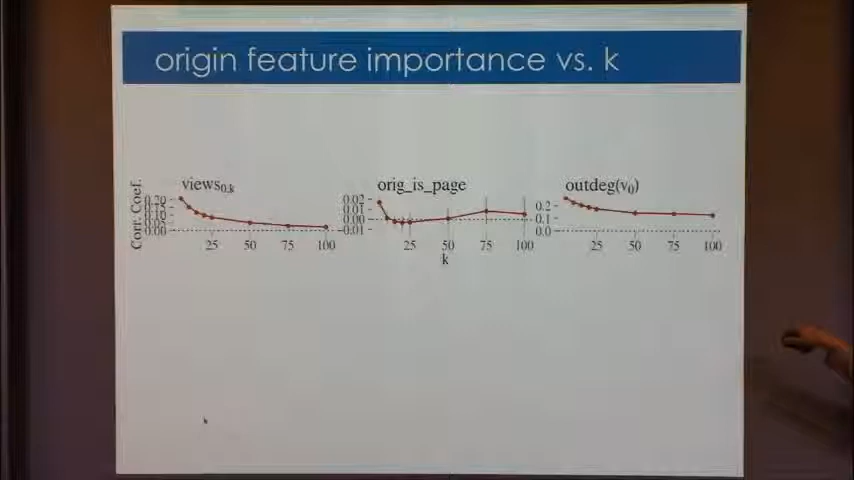 origin feature importance vs. k
views0,k
orig_is_page
outdeg(v0)
Corr. Coef.
0.20
0.15
0.10
0.05
0.00
0.02
0.01
0.00
-0.01
0.2
0.1
0.0
25 50 75 100
25 50 75 100
25 50 75 100
k